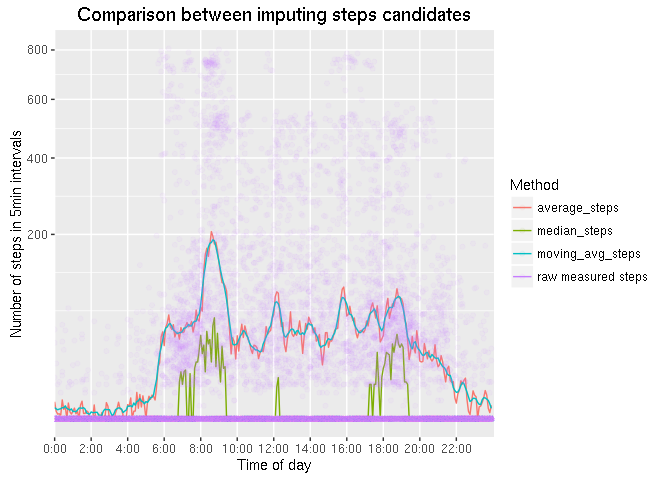 Comparison between imputing steps candidates
Number of steps in 5min intervals
800
600
400
200
0:00 2:00 4:00 6:00 8:00 10:00 12:00 14:00 16:00 18:00 20:00 22:00
Time of day
Method
average_steps
median_steps
moving_avg_steps
raw measured steps